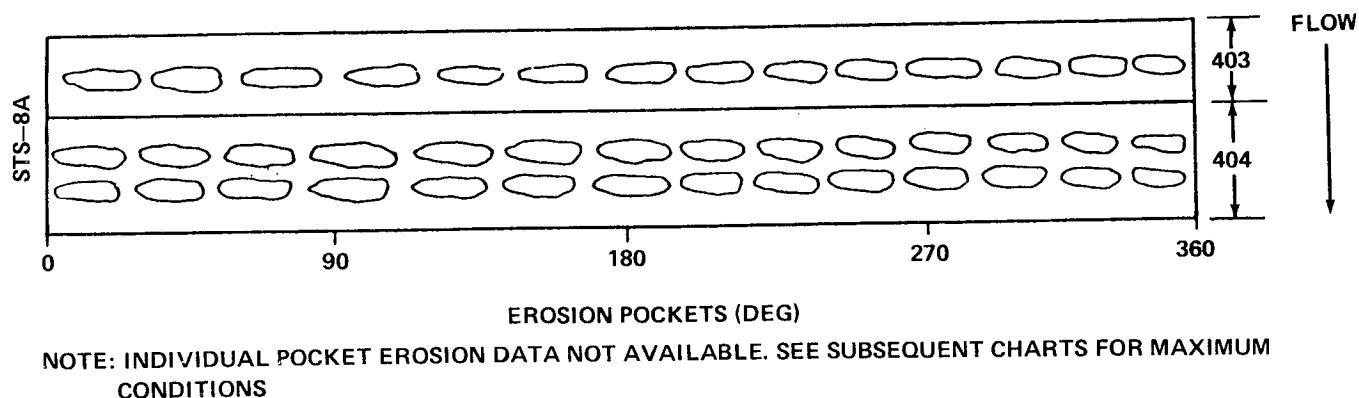 FLOW
403
STS-8A
404
0 90 180 270 360
EROSION POCKETS (DEG)
NOTE: INDIVIDUAL POCKET EROSION DATA NOT AVAILABLE. SEE SUBSEQUENT CHARTS FOR MAXIMUM
CONDITIONS